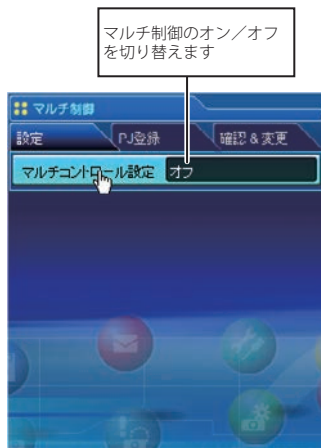 マルチ制御のオン／オフ
を切り替えます
マルチ制御
設定
PJ登録
確認 & 変更
マルチコントロール設定
オフ